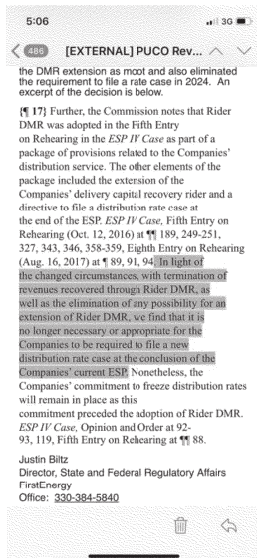 5:06
3G
486
[EXTERNAL] PUCO Rev...
the DMR extension as moot and also eliminated
the requirement to file a rate case in 2024. An
excerpt of the decision is below.
{¶ 17} Further, the Commission notes that Rider
DMR was adopted in the Fifth Entry
on Rehearing in the ESP IV Case as part of a
package of provisions related to the Companies'
distribution service. The other elements of the
package included the extension of the
Companies' delivery capital recovery rider and a
directive to file a distribution rate case at
the end of the ESP. ESP IV Case, Fifth Entry on
Rehearing (Oct. 12, 2016) at ¶¶ 189, 249-251,
327, 343, 346, 358-359, Eighth Entry on Rehearing
(Aug. 16, 2017) at ¶ 89, 91, 94. In light of
the changed circumstances, with termination of
revenues recovered through Rider DMR, as
well as the elimination of any possibility for an
extension of Rider DMR, we find that it is
no longer necessary or appropriate for the
Companies to be required to file a new
distribution rate case at the conclusion of the
Companies' current ESP. Nonetheless, the
Companies' commitment to freeze distribution rates
will remain in place as this
commitment preceded the adoption of Rider DMR.
ESP IV Case, Opinion and Order at 92-
93, 119, Fifth Entry on Rehearing at ¶¶ 88.
Justin Biltz
Director, State and Federal Regulatory Affairs
FirstEnergy
Office: 330-384-5840